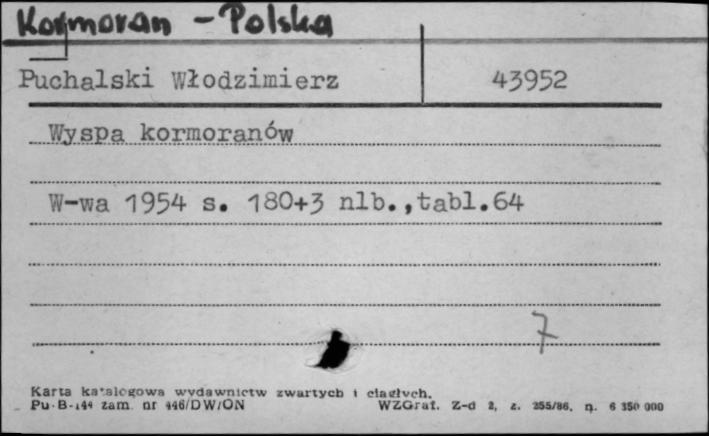 Kormoran - Polska
Puchalski Włodzimierz 43952
Wyspa kormoranów
W-wa 1954 s. 180+3 nlb.,tabl.64
7
Karta katalogowa wydawnictw zwartych i ciągłych.
Pu-B-144 zam. nr 446/DW/ON WZGraf. Z-d 2, z. 255/86, n. 6 350 000